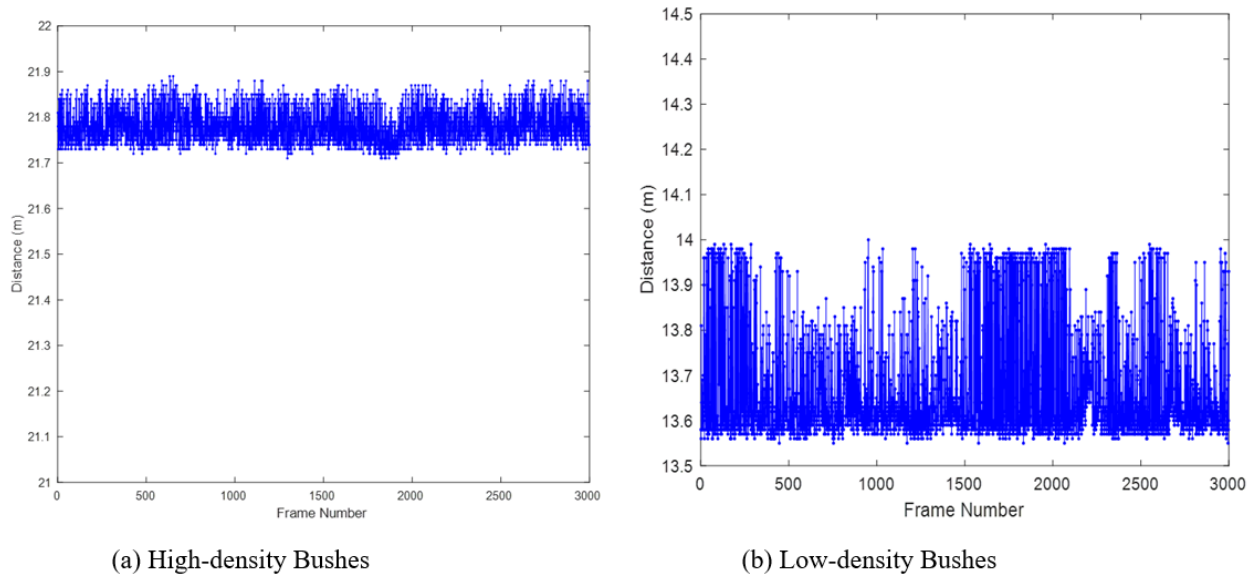 22
21.9
21.8
21.7
21.6
21.5
21.4
21.3
21.2
21.1
21
Distance (m)
0 500 1000 1500 2000 2500 3000
Frame Number
(a) High-density Bushes
14.5
14.4
14.3
14.2
14.1
14
13.9
13.8
13.7
13.6
13.5
Distance (m)
0 500 1000 1500 2000 2500 3000
Frame Number
(b) Low-density Bushes